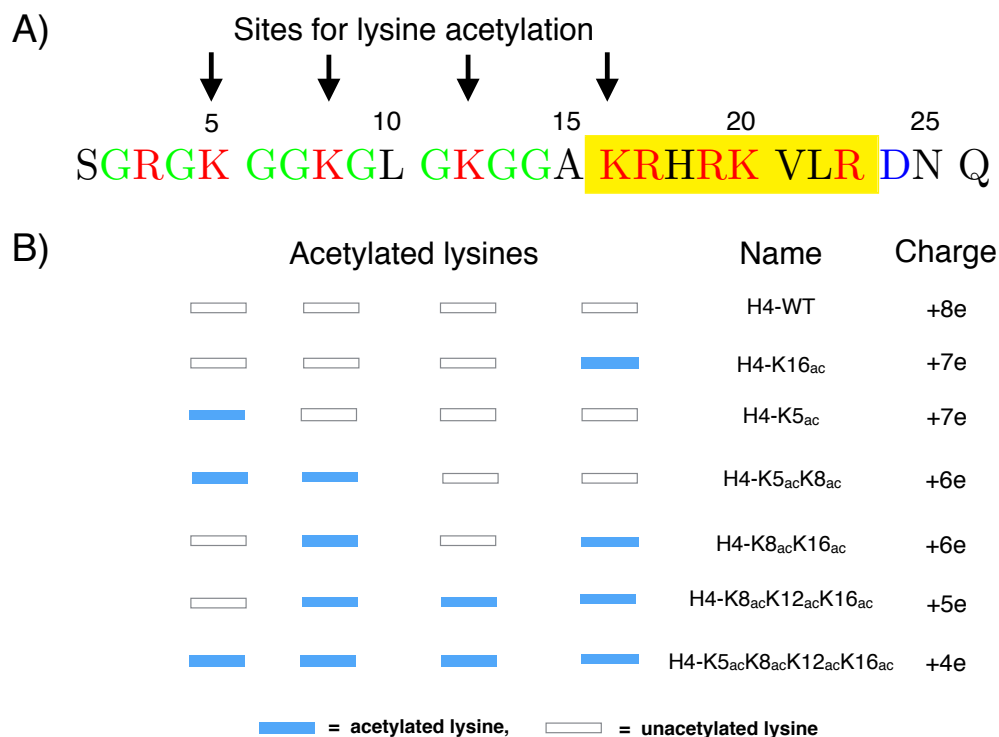 A)
Sites for lysine acetylation
5 10 15 20 25
SGRGK GGKGL GKGGA KRHRK VLR DN Q
B)
Acetylated lysines Name Charge
H4-WT +8e
H4-K16ac +7e
H4-K5ac +7e
H4-K5acK8ac +6e
H4-K8acK16ac +6e
H4-K8acK12acK16ac +5e
H4-K5acK8acK12acK16ac +4e
= acetylated lysine, = unacetylated lysine